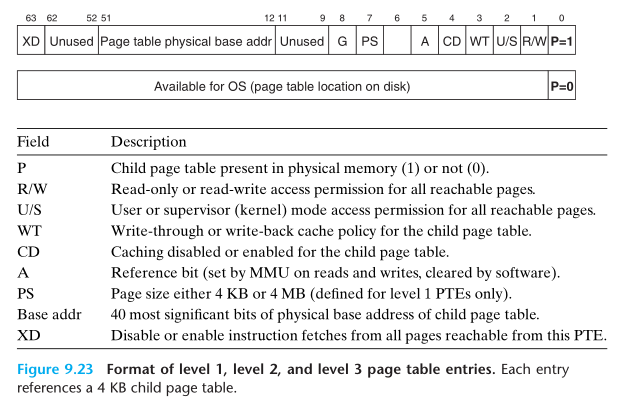 63 62 52 51 12 11 9 8 7 6 5 4 3 2 1 0
XD Unused Page table physical base addr Unused G PS A CD WT U/S R/W P=1
Available for OS (page table location on disk) P=0
Field Description
P Child page table present in physical memory (1) or not (0).
R/W Read-only or read-write access permission for all reachable pages.
U/S User or supervisor (kernel) mode access permission for all reachable pages.
WT Write-through or write-back cache policy for the child page table.
CD Caching disabled or enabled for the child page table.
A Reference bit (set by MMU on reads and writes, cleared by software).
PS Page size either 4 KB or 4 MB (defined for level 1 PTEs only).
Base addr 40 most significant bits of physical base address of child page table.
XD Disable or enable instruction fetches from all pages reachable from this PTE.
Figure 9.23 Format of level 1, level 2, and level 3 page table entries. Each entry
references a 4 KB child page table.